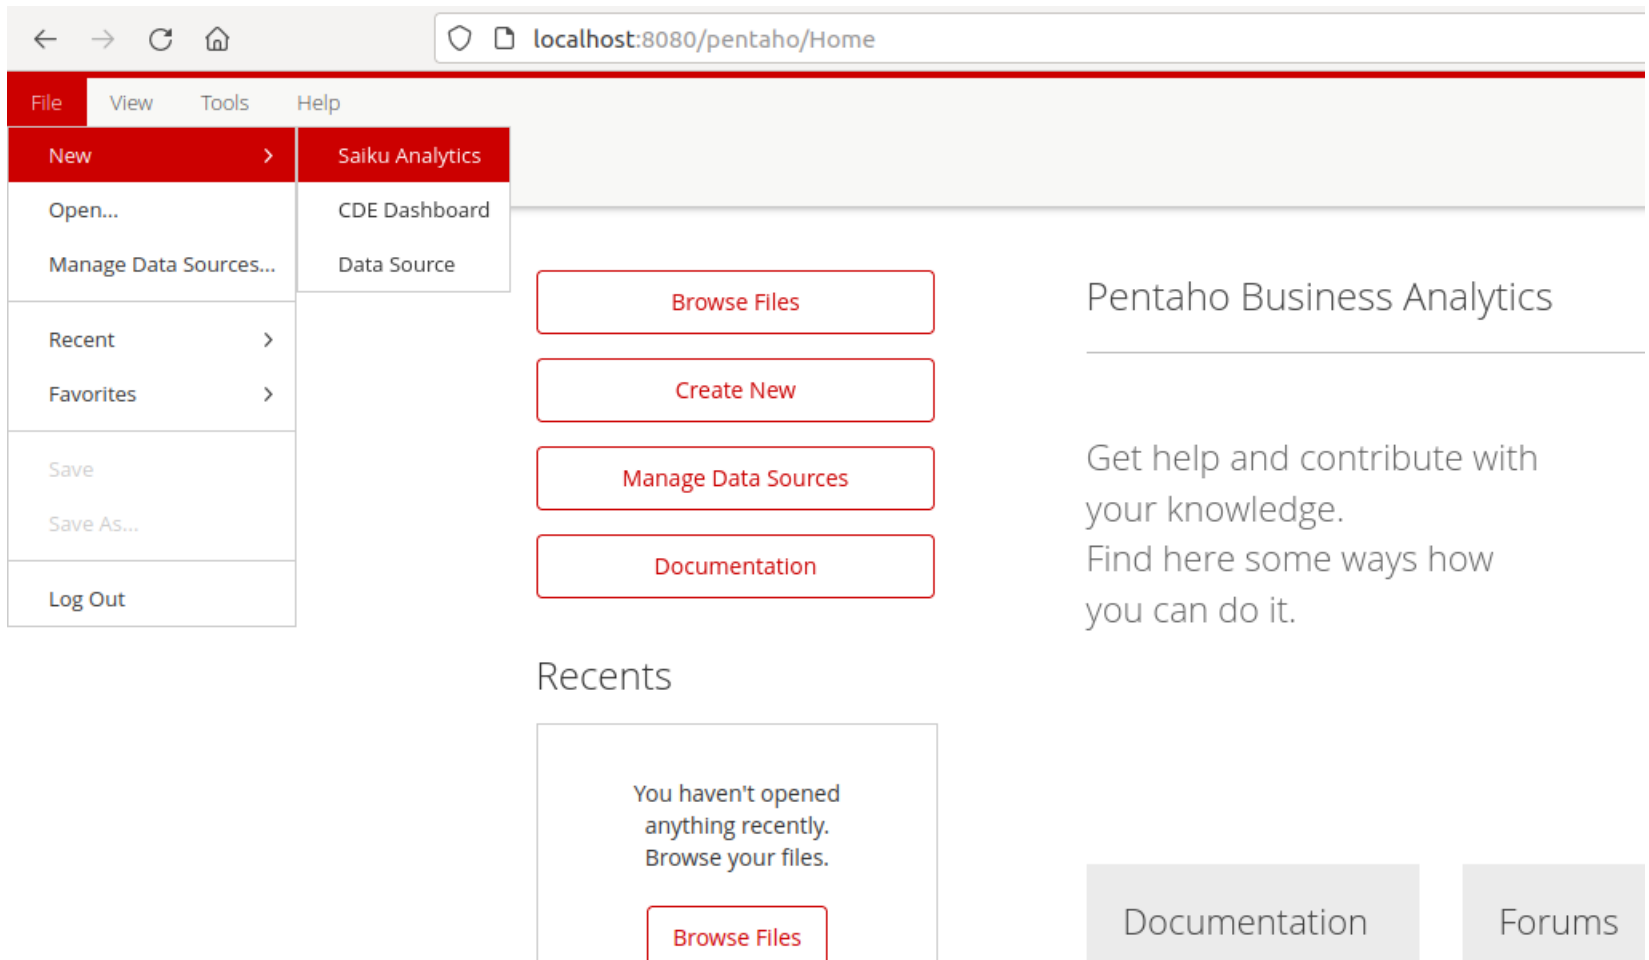 localhost:8080/pentaho/Home
File View Tools Help
New
Saiku Analytics
Open...
CDE Dashboard
Manage Data Sources...
Data Source
Recent
Favorites
Save
Save As...
Log Out
Browse Files
Create New
Manage Data Sources
Documentation
Recents
You haven't opened
anything recently.
Browse your files.
Browse Files
Pentaho Business Analytics
Get help and contribute with
your knowledge.
Find here some ways how
you can do it.
Documentation
Forums